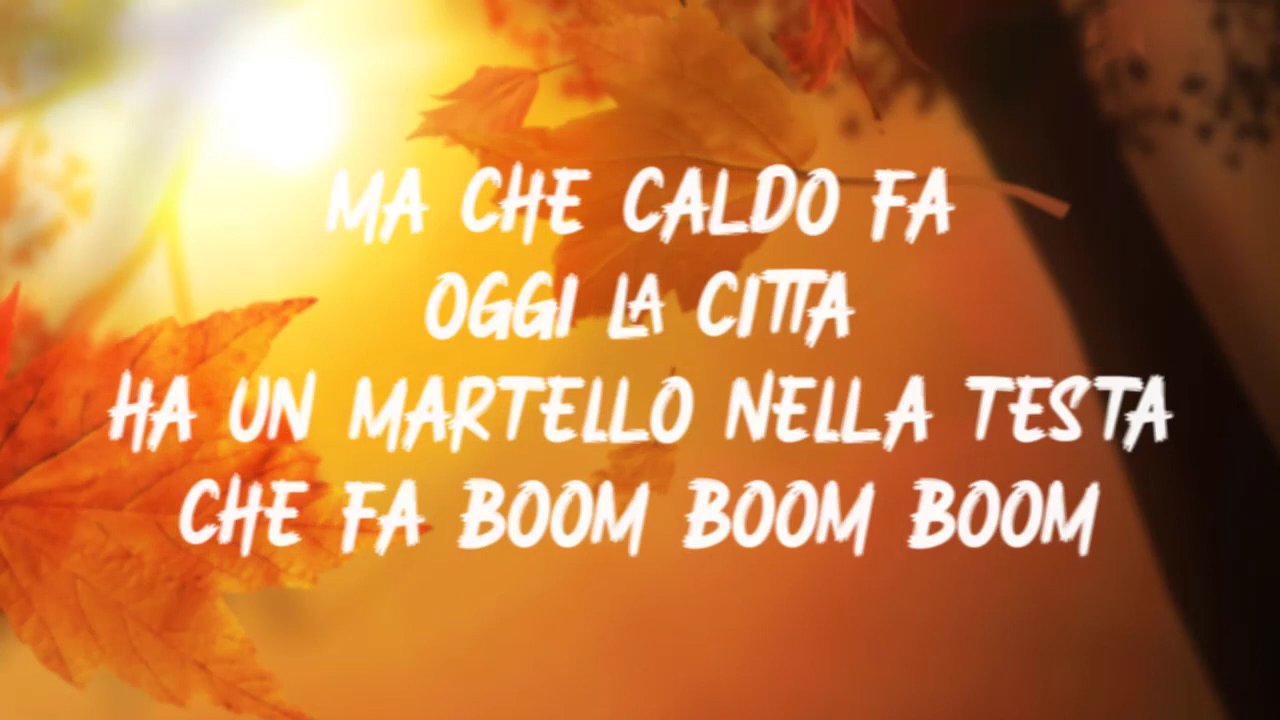 MA CHE CALDO FA
OGGI LA CITTA
HA UN MARTELLO NELLA TESTA
CHE FA BOOM BOOM BOOM